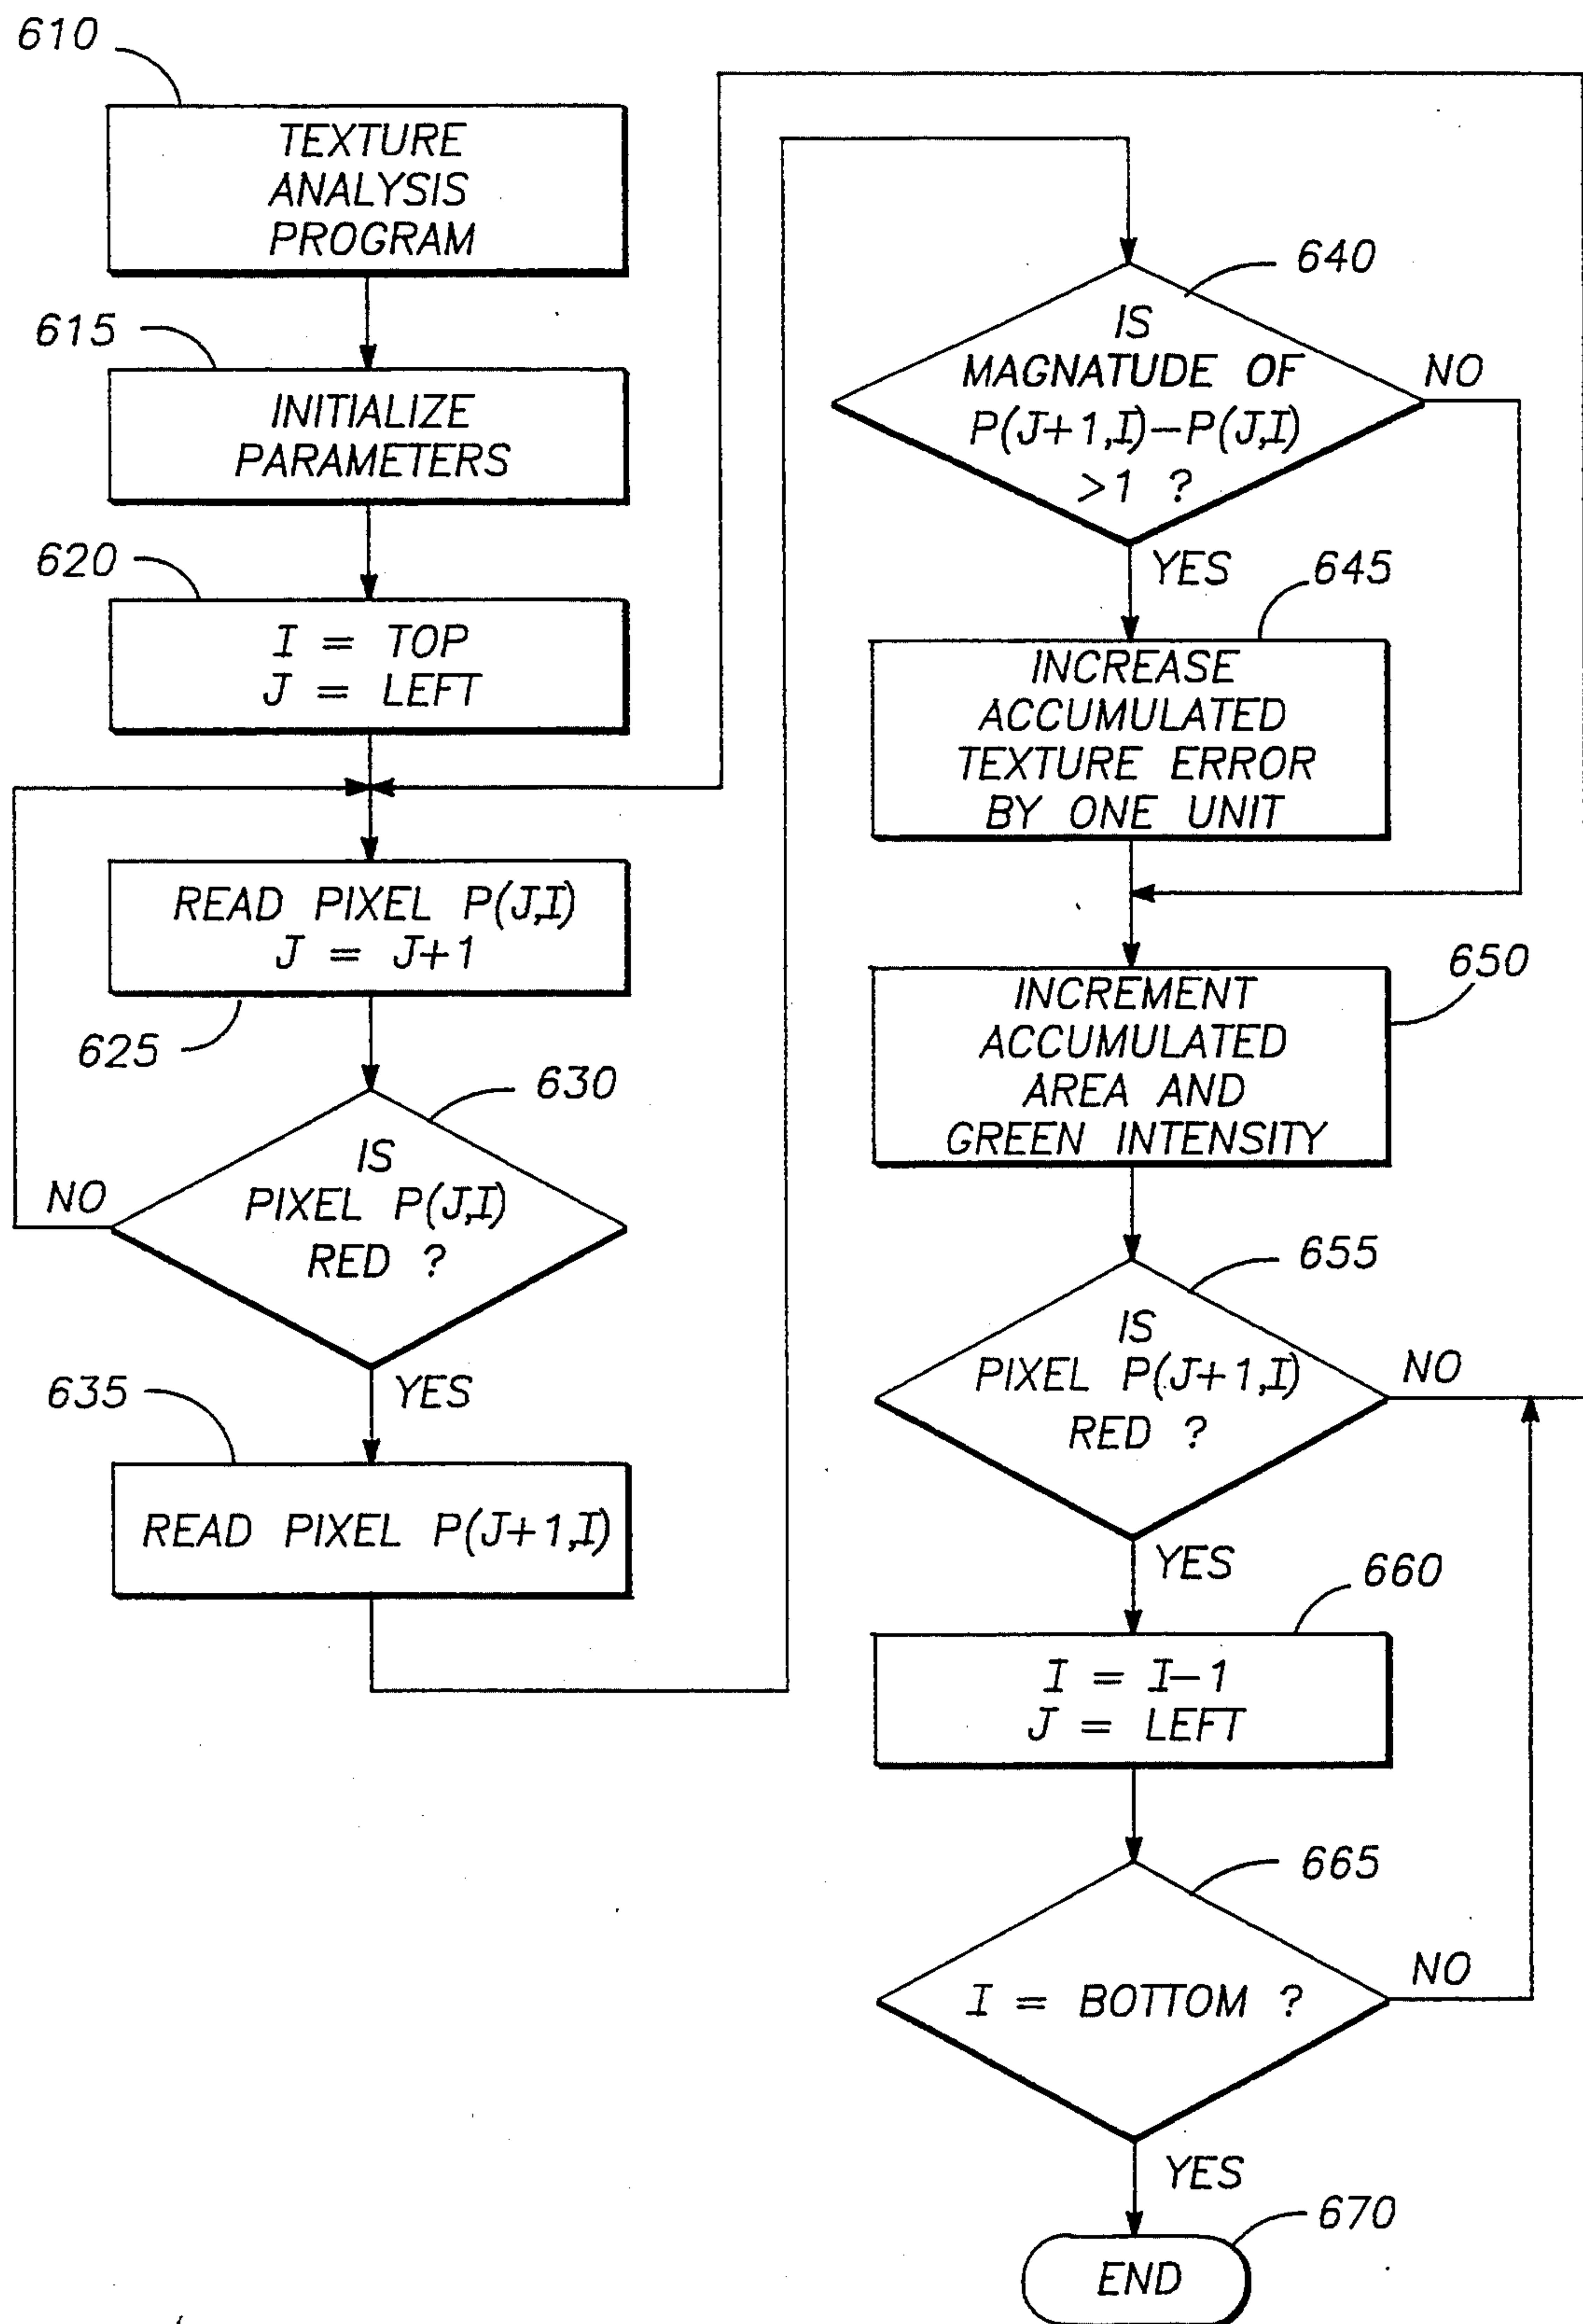 610
TEXTURE
ANALYSIS
PROGRAM
615
INITIALIZE
PARAMETERS
620
I = TOP
J = LEFT
READ PIXEL P(J,I)
J = J+1
625
630
IS
PIXEL P(J,I)
RED ?
NO
YES
635
READ PIXEL P(J+1,I)
640
IS
MAGNATUDE OF
P(J+1,I)-P(J,I)
>1 ?
NO
YES
645
INCREASE
ACCUMULATED
TEXTURE ERROR
BY ONE UNIT
650
INCREMENT
ACCUMULATED
AREA AND
GREEN INTENSITY
655
IS
PIXEL P(J+1,I)
RED ?
NO
YES
660
I = I-1
J = LEFT
665
I = BOTTOM ?
NO
YES
670
END